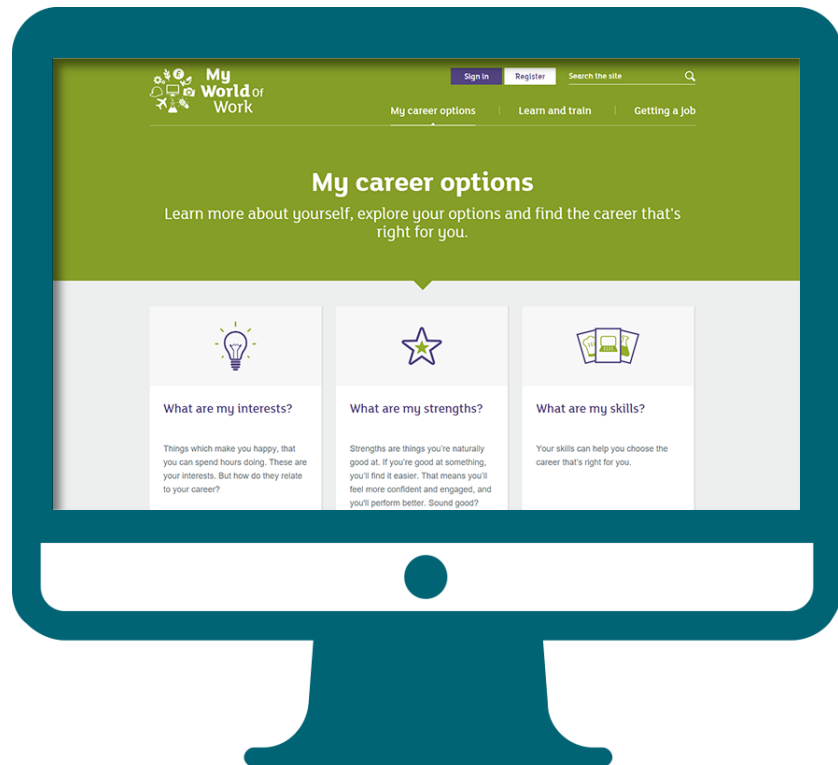 My
World Of
Work
Sign in
Register
Search the site
My career options
Learn and train
Getting a job
My career options
Learn more about yourself, explore your options and find the career that's
right for you.
What are my interests?
Things which make you happy, that
you can spend hours doing. These are
your interests. But how do they relate
to your career?
What are my strengths?
Strengths are things you're naturally
good at. If you're good at something,
you'll find it easier. That means you'll
feel more confident and engaged, and
you'll perform better. Sound good?
What are my skills?
Your skills can help you choose the
career that's right for you.